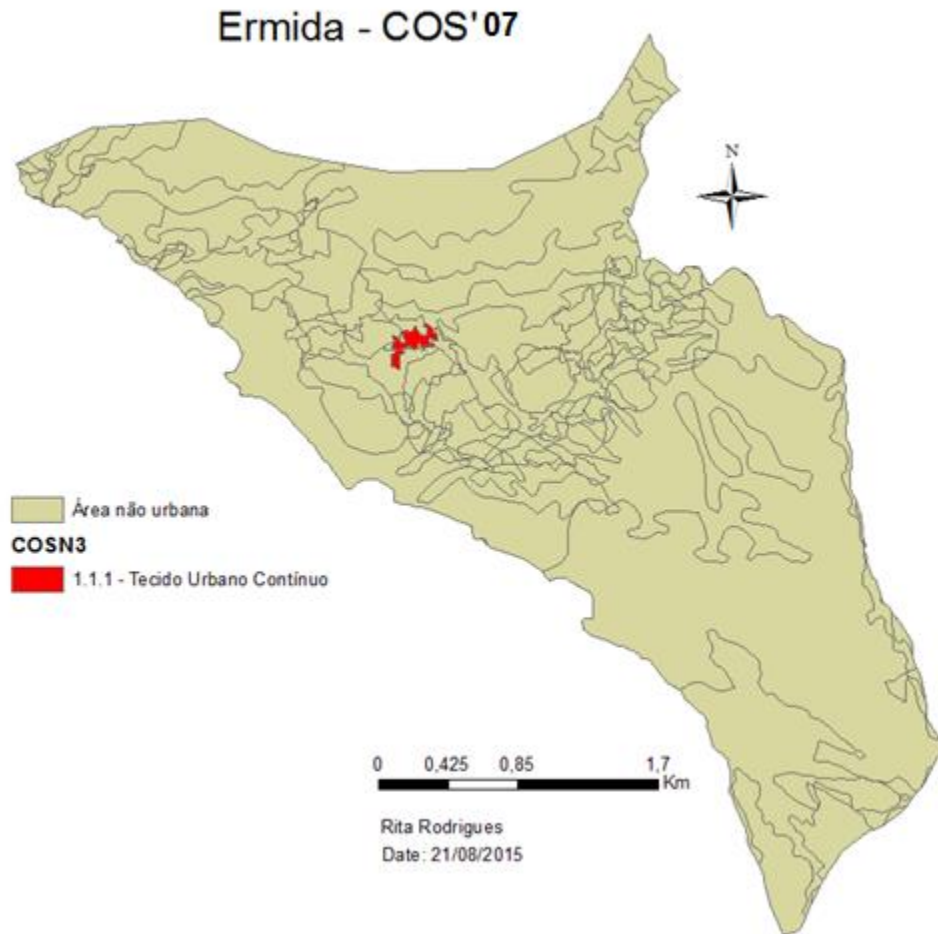 Ermida - COS'07
N
Área não urbana
COSN3
1.1.1 - Tecido Urbano Contínuo
0 0,425 0,85 1,7
Km
Rita Rodrigues
Date: 21/08/2015